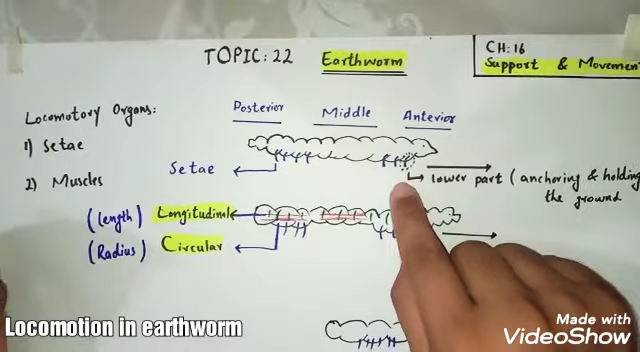 TOPIC: 22 Earthworm
CH: 16
Support & Movement
Locomotory Organs:
1) Setae
2) Muscles
Posterior Middle Anterior
Setae
lower part (anchoring & holding
the ground
(length) Longitudinal
(Radius) Circular
Locomotion in earthworm
Made with
VideoShow